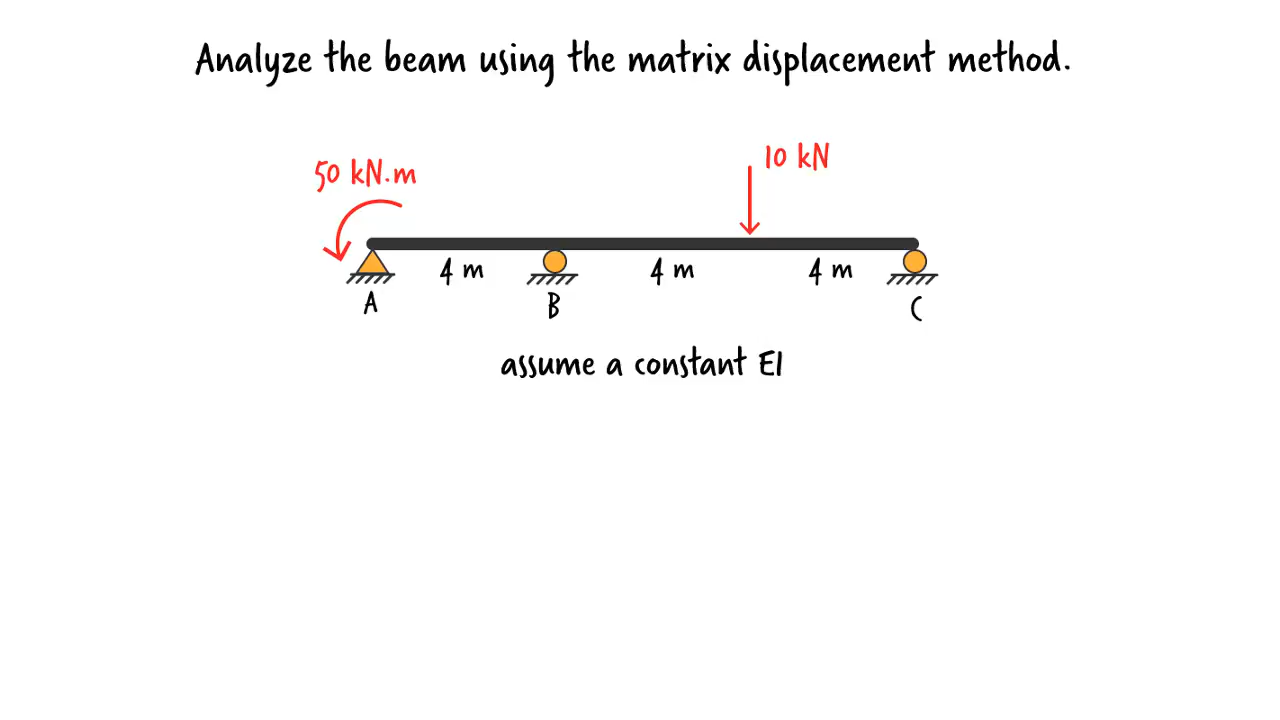 Analyze the beam using the matrix displacement method.
10 kN
50 kN.m
4 m 4 m 4 m
A B C
assume a constant EI